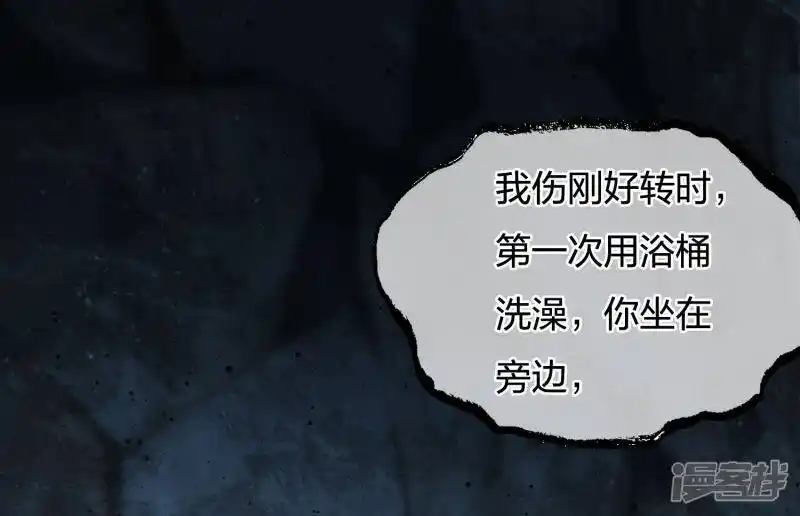 我伤刚好转时，
第一次用浴桶
洗澡，你坐在
旁边，
漫客栈